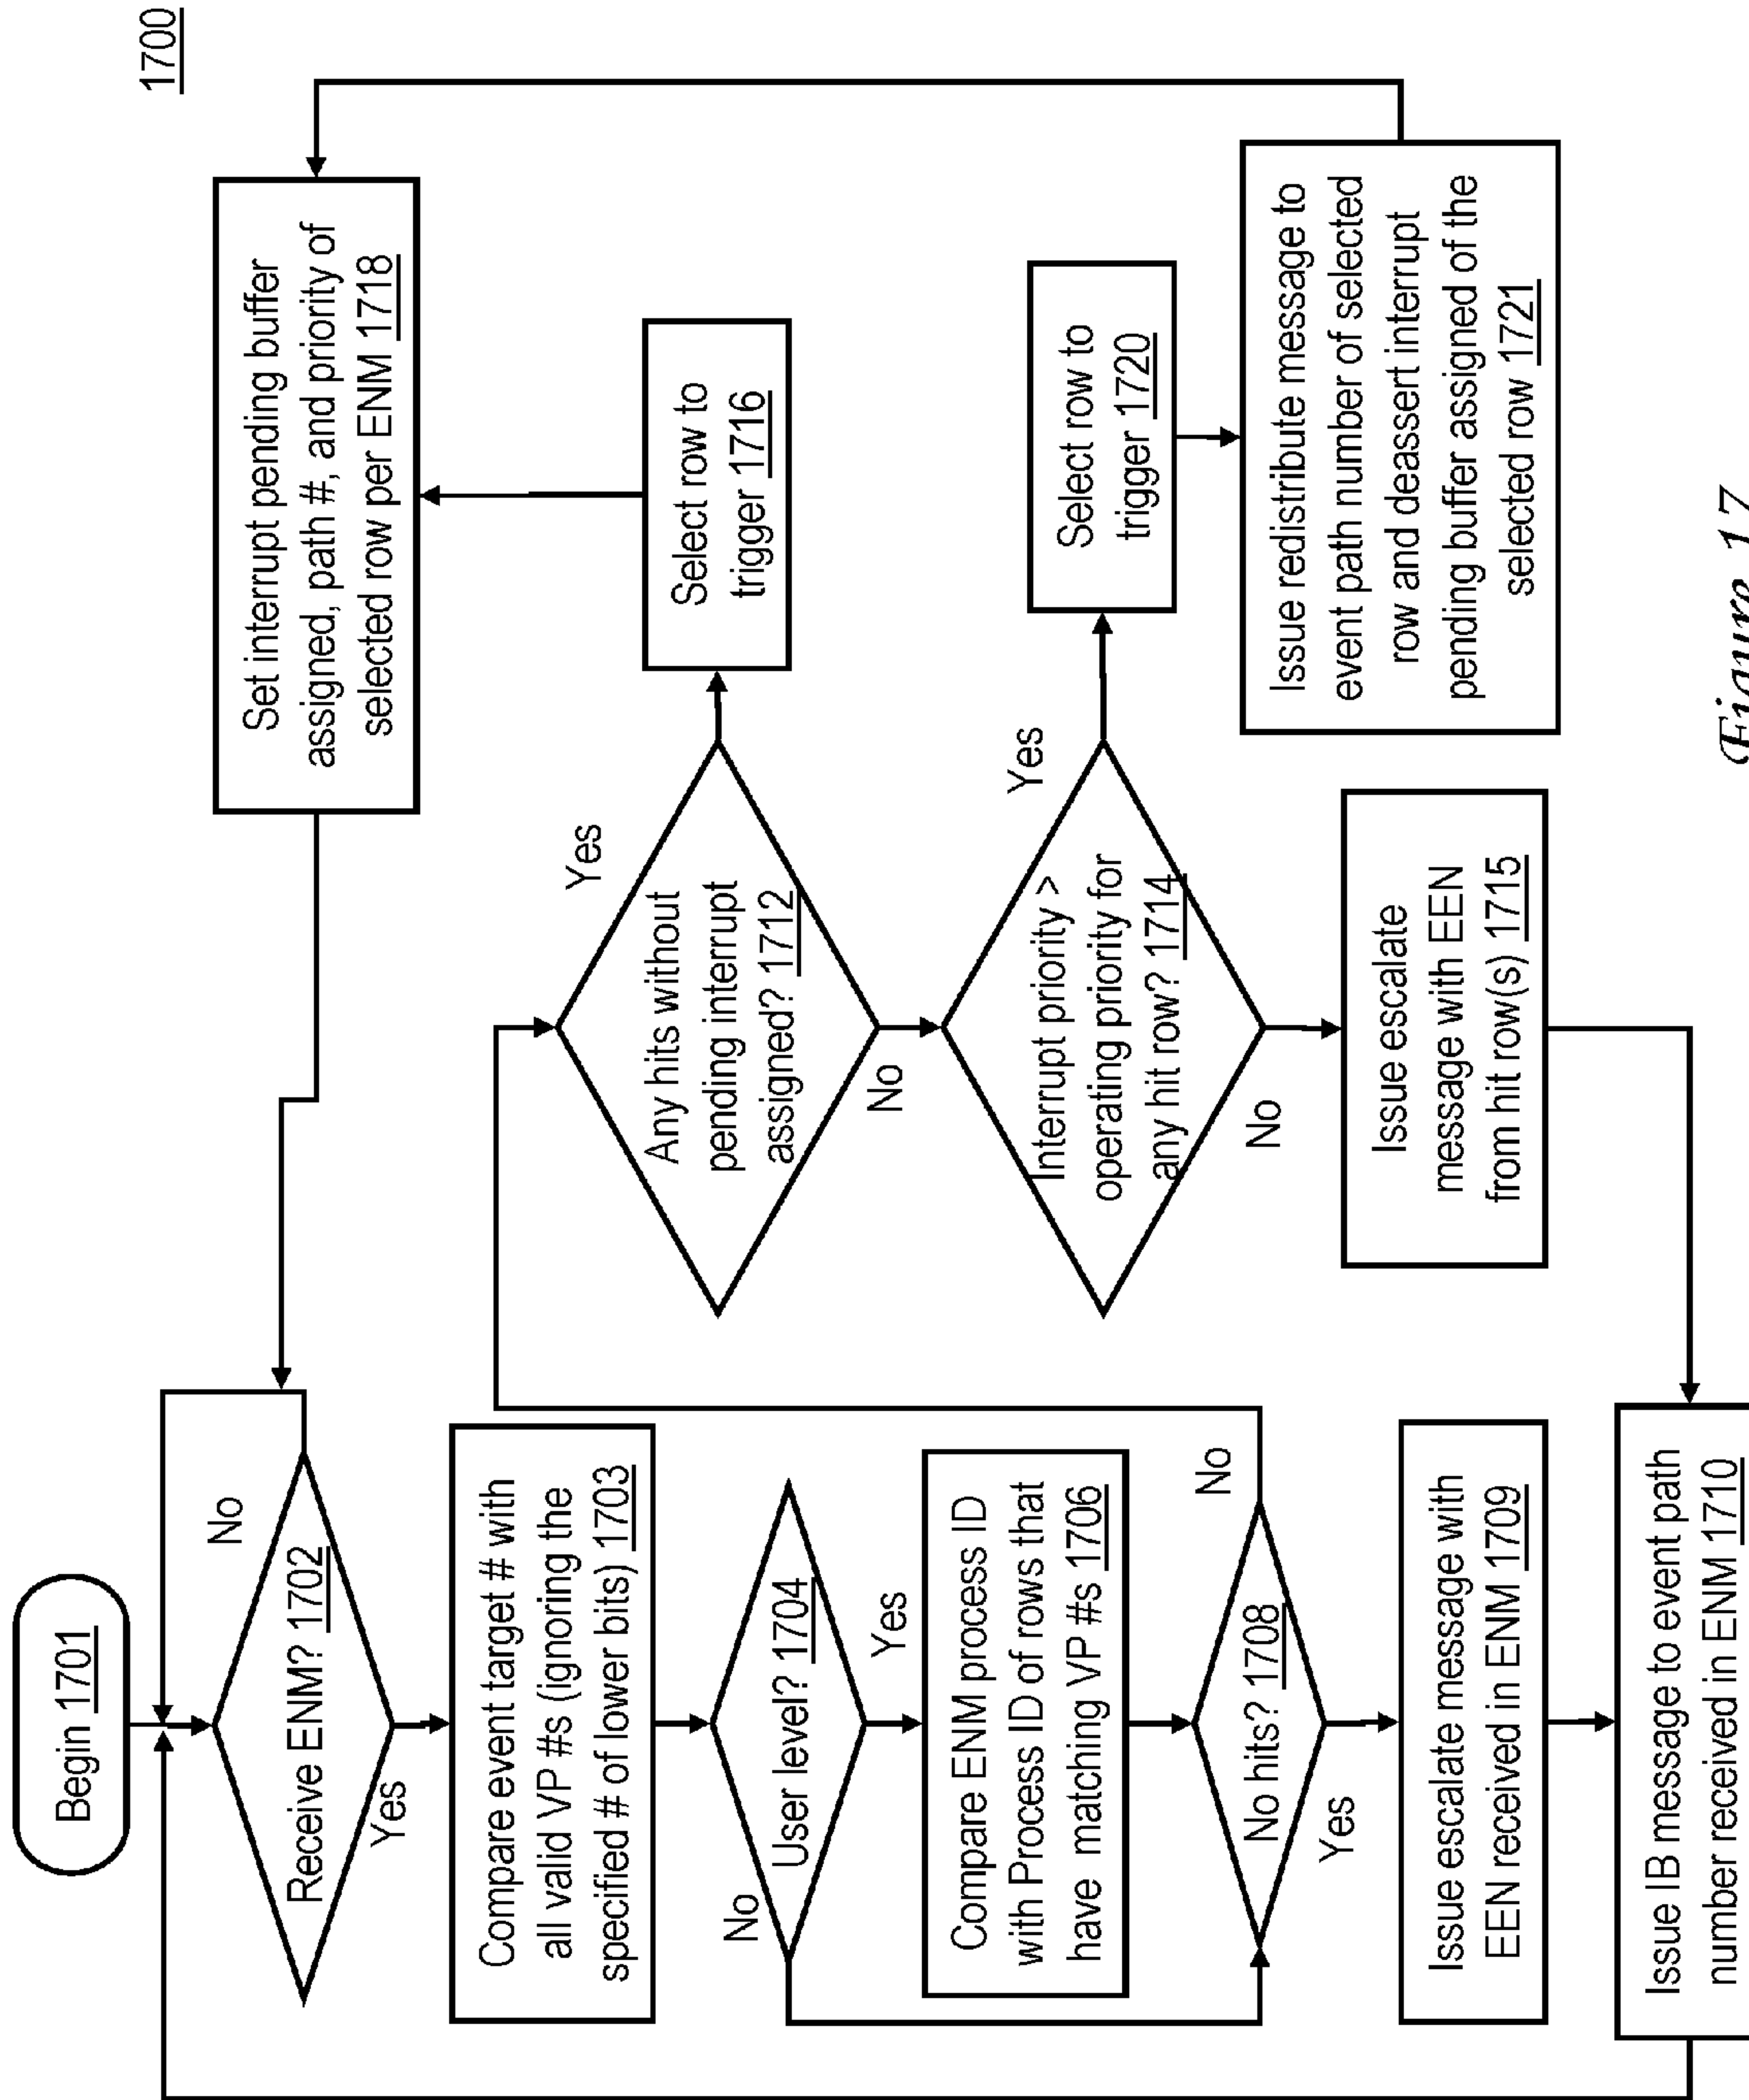 1700
Begin 1701
Receive ENM? 1702
No
Yes
Compare event target # with
all valid VP #s (ignoring the
specified # of lower bits) 1703
User level? 1704
No
Yes
Compare ENM process ID
with Process ID of rows that
have matching VP #s 1706
No hits? 1708
No
Yes
Issue escalate message with
EEN received in ENM 1709
Issue IB message to event path
number received in ENM 1710
Any hits without
pending interrupt
assigned? 1712
Yes
No
Interrupt priority >
operating priority for
any hit row? 1714
Yes
No
Issue escalate
message with EEN
from hit row(s) 1715
Select row to
trigger 1716
Set interrupt pending buffer
assigned, path #, and priority of
selected row per ENM 1718
Select row to
trigger 1720
Issue redistribute message to
event path number of selected
row and deassert interrupt
pending buffer assigned of the
selected row 1721
Figure 17